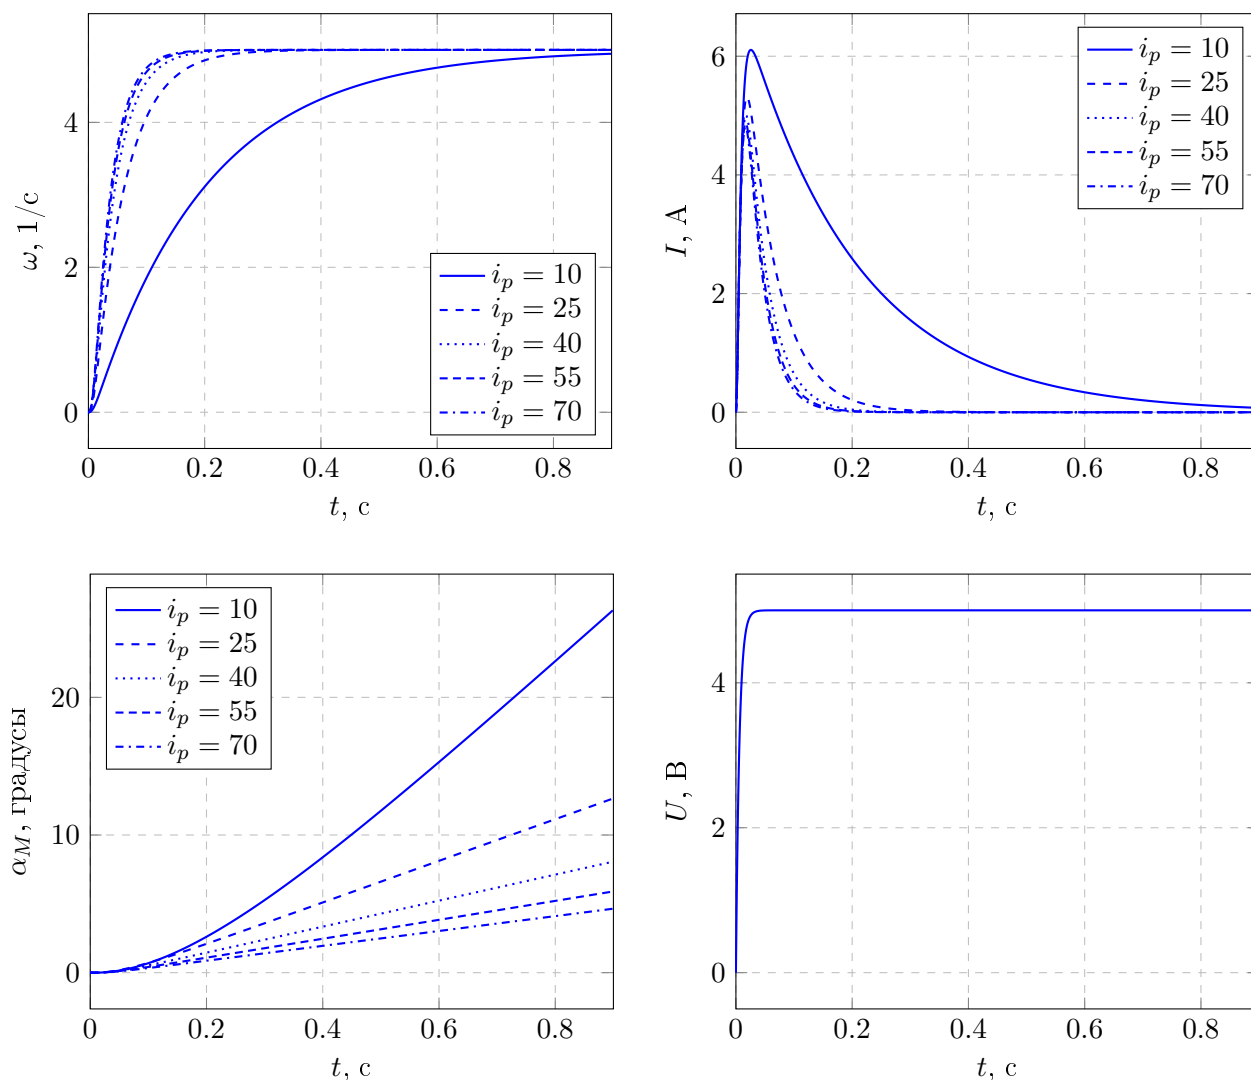 4
2
0
ω, 1/с
i_p = 10
i_p = 25
i_p = 40
i_p = 55
i_p = 70
0 0.2 0.4 0.6 0.8
t, с
6
4
2
0
I, А
i_p = 10
i_p = 25
i_p = 40
i_p = 55
i_p = 70
0 0.2 0.4 0.6 0.8
t, с
20
10
0
α_M, градусы
i_p = 10
i_p = 25
i_p = 40
i_p = 55
i_p = 70
0 0.2 0.4 0.6 0.8
t, с
4
2
0
U, В
0 0.2 0.4 0.6 0.8
t, с